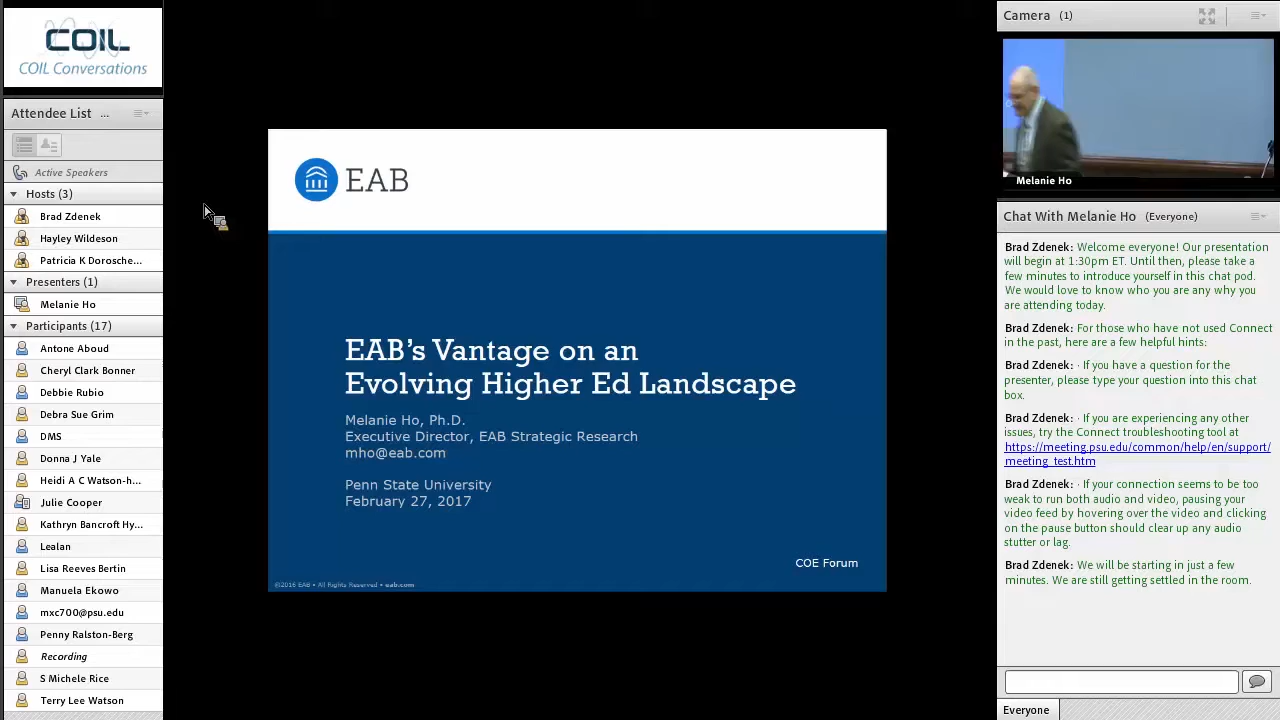 COIL
COIL Conversations
Attendee List ...
Active Speakers
Hosts (3)
Brad Zdenek
Hayley Wildeson
Patricia K Dorosche...
Presenters (1)
Melanie Ho
Participants (17)
Antone Aboud
Cheryl Clark Bonner
Debbie Rubio
Debra Sue Grim
DMS
Donna J Yale
Heidi A C Watson-h...
Julie Cooper
Kathryn Bancroft Hy...
Lealan
Lisa Reeves Bertin
Manuela Ekowo
mxc700@psu.edu
Penny Ralston-Berg
Recording
S Michele Rice
Terry Lee Watson
EAB
EAB's Vantage on an
Evolving Higher Ed Landscape
Melanie Ho, Ph.D.
Executive Director, EAB Strategic Research
mho@eab.com
Penn State University
February 27, 2017
COE Forum
©2016 EAB • All Rights Reserved • eab.com
Camera (1)
Melanie Ho
Chat With Melanie Ho (Everyone)
Brad Zdenek: Welcome everyone! Our presentation
will begin at 1:30pm ET. Until then, please take a
few minutes to introduce yourself in this chat pod.
We would love to know who you are any why you
are attending today.
Brad Zdenek: For those who have not used Connect
in the past, here are a few helpful hints:
Brad Zdenek: · If you have a question for the
presenter, please type your question into this chat
box.
Brad Zdenek: · If you are experiencing any other
issues, try the Connect troubleshooting tool at
https://meeting.psu.edu/common/help/en/support/
meeting_test.htm
Brad Zdenek: · If your connection seems to be too
weak to run both audio and video, pausing your
video feed by hovering over the video and clicking
on the pause button should clear up any audio
stutter or lag.
Brad Zdenek: We will be starting in just a few
minutes we are still getting settled in the room.
Everyone